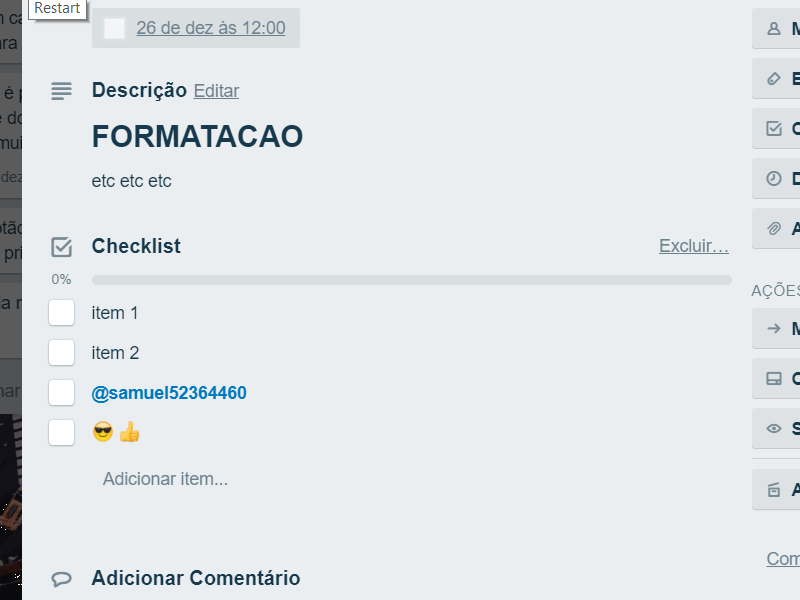 Restart
26 de dez às 12:00
Descrição Editar
FORMATACAO
etc etc etc
Checklist Excluir…
0%
item 1
item 2
@samuel52364460
😎 👍
Adicionar item…
Adicionar Comentário
AÇÕES